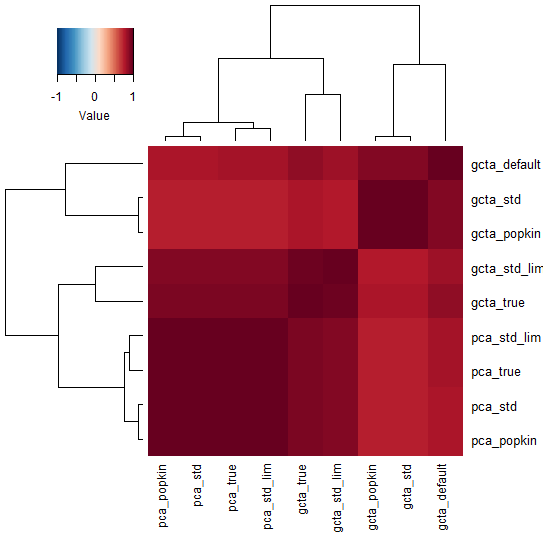 -1 0 1
Value
gcta_default
gcta_std
gcta_popkin
gcta_std_lim
gcta_true
pca_std_lim
pca_true
pca_std
pca_popkin
pca_popkin
pca_std
pca_true
pca_std_lim
gcta_true
gcta_std_lim
gcta_popkin
gcta_std
gcta_default